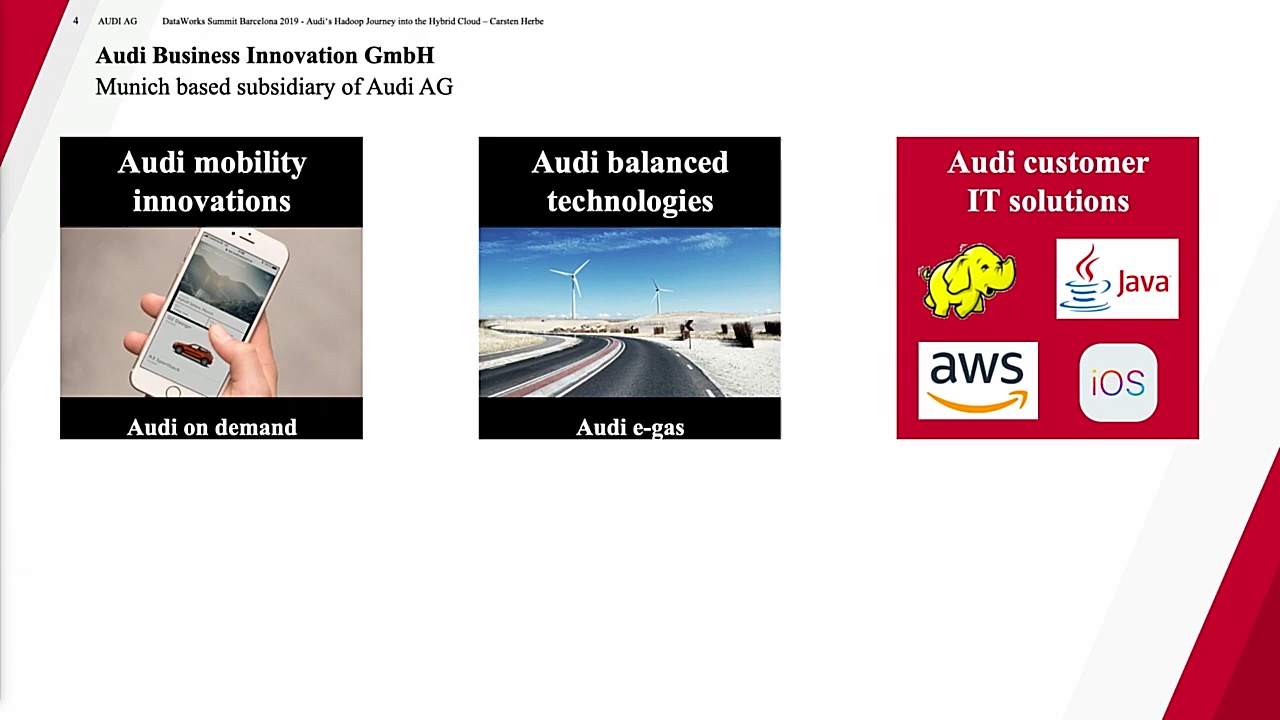 4 AUDI AG DataWorks Summit Barcelona 2019 - Audi's Hadoop Journey into the Hybrid Cloud – Carsten Herbe
Audi Business Innovation GmbH
Munich based subsidiary of Audi AG
Audi mobility
innovations
Audi on demand
Audi balanced
technologies
Audi e-gas
Audi customer
IT solutions
Java
aws
iOS